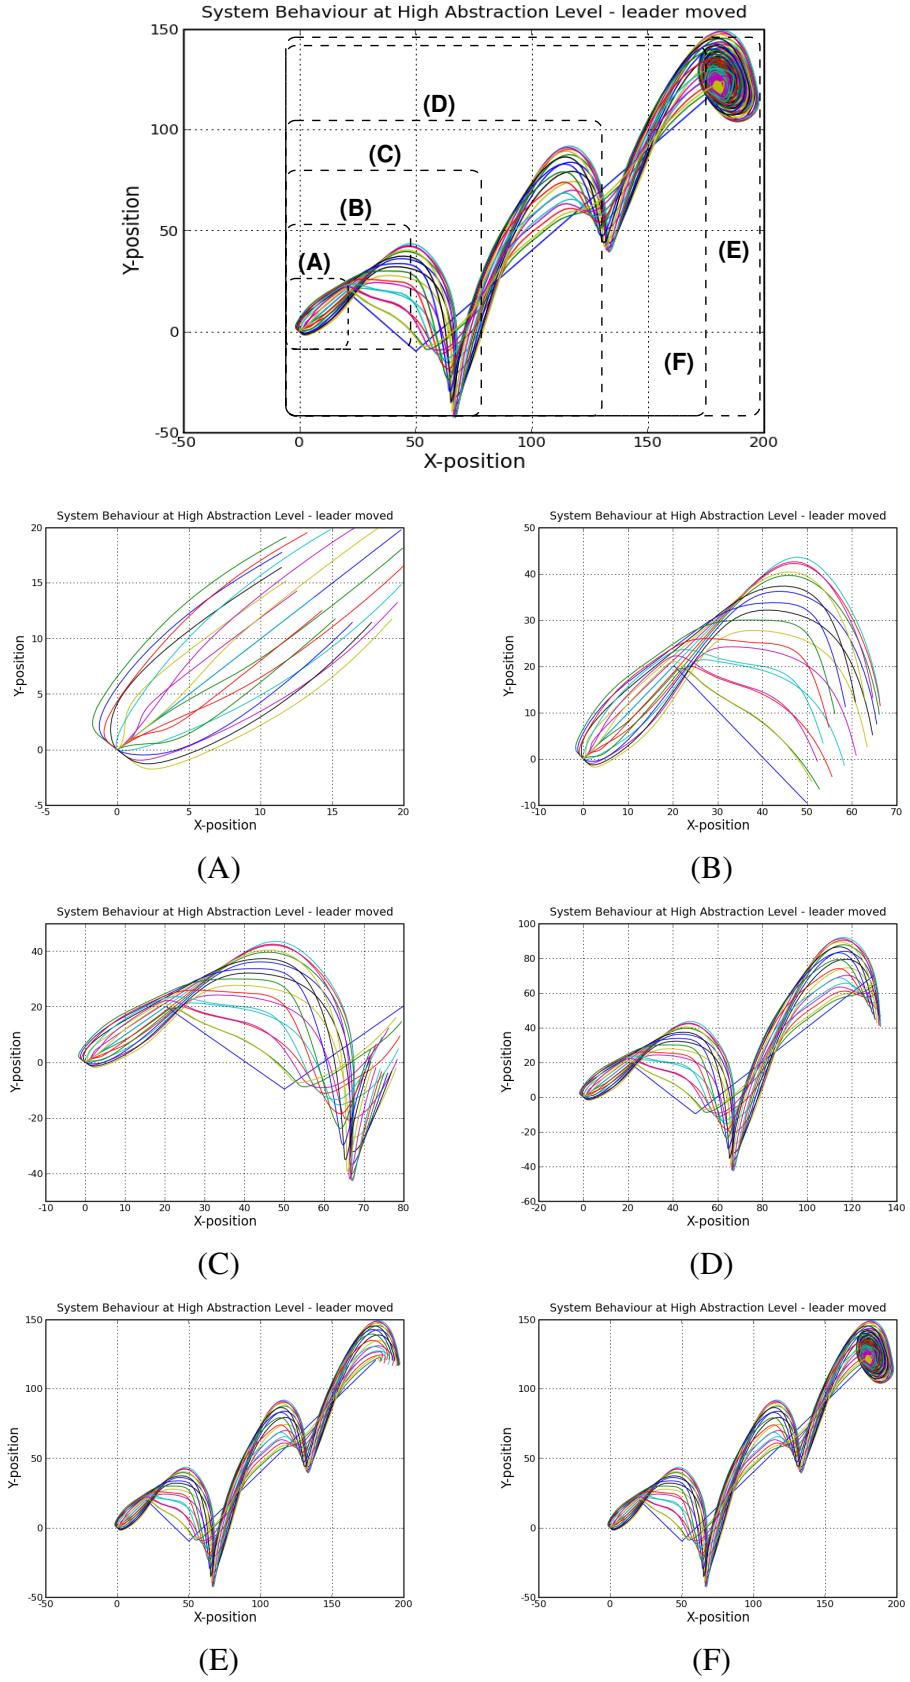 System Behaviour at High Abstraction Level - leader moved
150
100
50
0
-50
Y-position
(A)
(B)
(C)
(D)
(E)
(F)
-50 0 50 100 150 200
X-position
System Behaviour at High Abstraction Level - leader moved
20
15
10
5
0
-5
Y-position
-5 0 5 10 15 20
X-position
(A)
System Behaviour at High Abstraction Level - leader moved
50
40
30
20
10
0
-10
Y-position
-10 0 10 20 30 40 50 60 70
X-position
(B)
System Behaviour at High Abstraction Level - leader moved
40
20
0
-20
-40
Y-position
-10 0 10 20 30 40 50 60 70 80
X-position
(C)
System Behaviour at High Abstraction Level - leader moved
100
80
60
40
20
0
-20
-40
-60
Y-position
-20 0 20 40 60 80 100 120 140
X-position
(D)
System Behaviour at High Abstraction Level - leader moved
150
100
50
0
-50
Y-position
-50 0 50 100 150 200
X-position
(E)
System Behaviour at High Abstraction Level - leader moved
150
100
50
0
-50
Y-position
-50 0 50 100 150 200
X-position
(F)